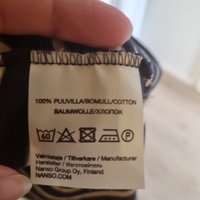 100% PUUVILLA/BOMULL/COTTON
BAUMWOLLE/ХЛОПОК
60 P
Valmistaja / Tillverkare / Manufacturer
Hersteller / Изготовитель
Nanso Group Oy, Finland
NANSO.COM